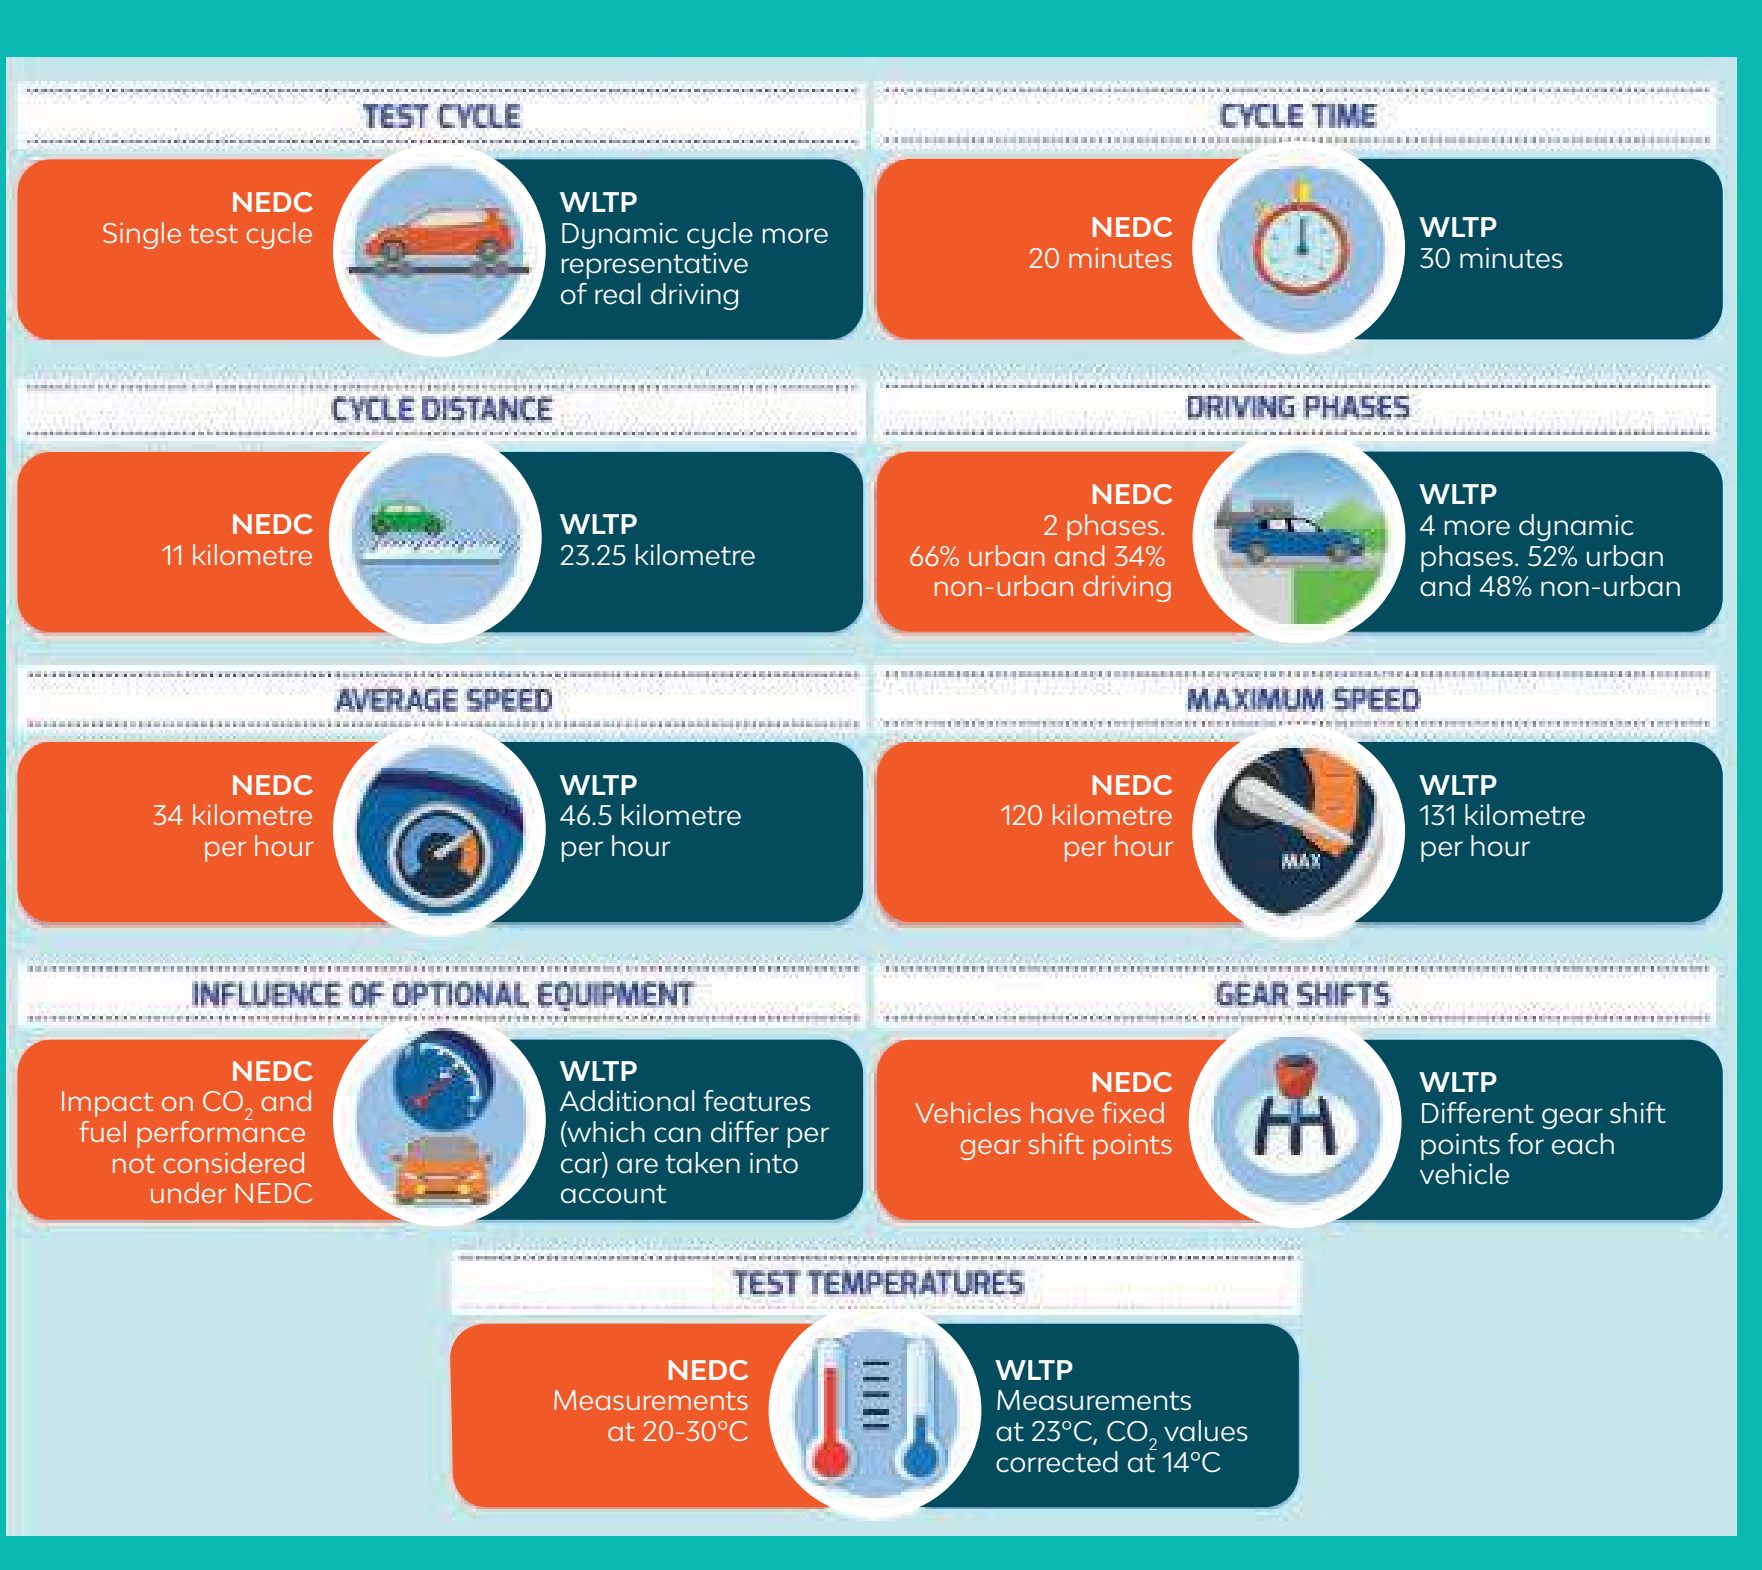 TEST CYCLE
NEDC
Single test cycle
WLTP
Dynamic cycle more
representative
of real driving
CYCLE TIME
NEDC
20 minutes
WLTP
30 minutes
CYCLE DISTANCE
NEDC
11 kilometre
WLTP
23.25 kilometre
DRIVING PHASES
NEDC
2 phases.
66% urban and 34%
non-urban driving
WLTP
4 more dynamic
phases. 52% urban
and 48% non-urban
AVERAGE SPEED
NEDC
34 kilometre
per hour
WLTP
46.5 kilometre
per hour
MAXIMUM SPEED
NEDC
120 kilometre
per hour
MAX
WLTP
131 kilometre
per hour
INFLUENCE OF OPTIONAL EQUIPMENT
NEDC
Impact on CO₂ and
fuel performance
not considered
under NEDC
WLTP
Additional features
(which can differ per
car) are taken into
account
GEAR SHIFTS
NEDC
Vehicles have fixed
gear shift points
WLTP
Different gear shift
points for each
vehicle
TEST TEMPERATURES
NEDC
Measurements
at 20-30°C
WLTP
Measurements
at 23°C, CO₂ values
corrected at 14°C